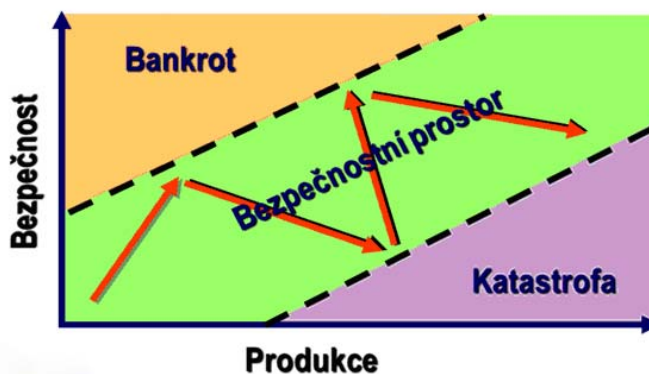 Bankrot
Bezpečnost
Bezpečnostní prostor
Katastrofa
Produkce